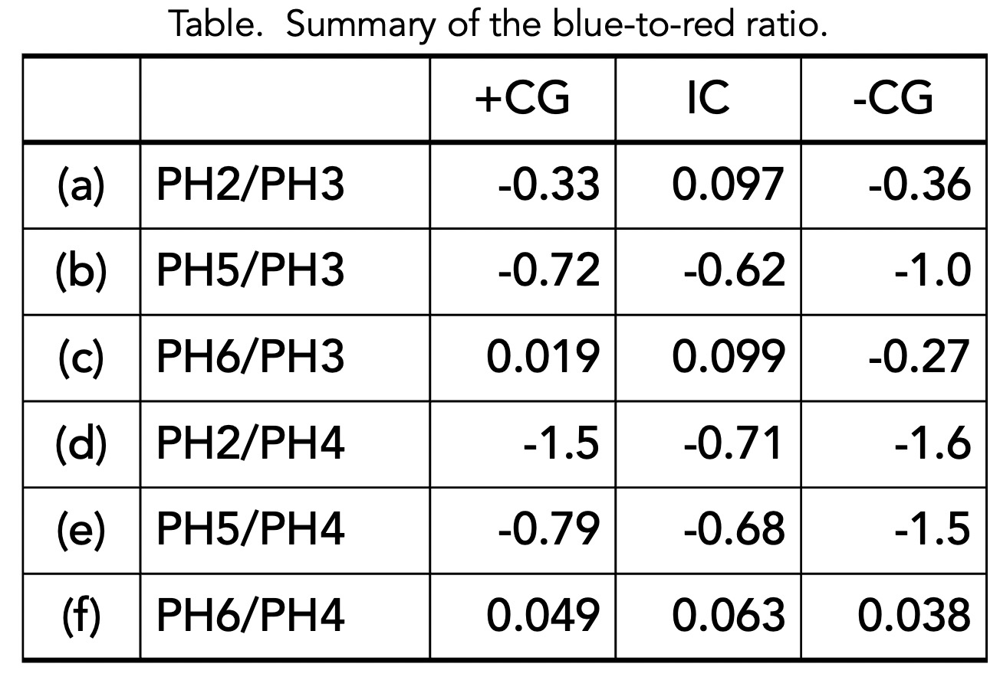 Table. Summary of the blue-to-red ratio.
+CG IC -CG
(a) PH2/PH3 -0.33 0.097 -0.36
(b) PH5/PH3 -0.72 -0.62 -1.0
(c) PH6/PH3 0.019 0.099 -0.27
(d) PH2/PH4 -1.5 -0.71 -1.6
(e) PH5/PH4 -0.79 -0.68 -1.5
(f) PH6/PH4 0.049 0.063 0.038